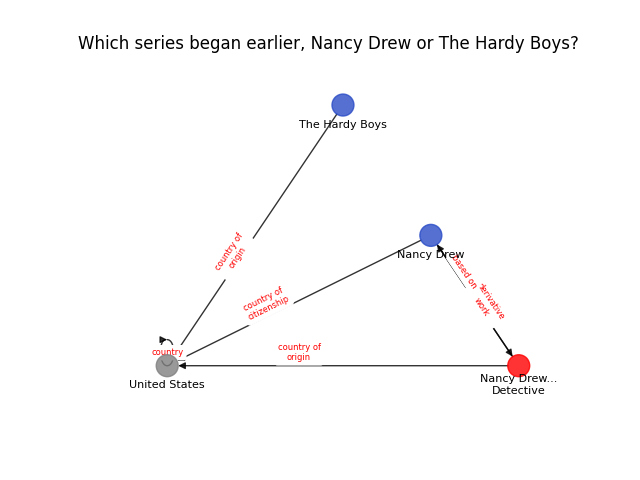 Which series began earlier, Nancy Drew or The Hardy Boys?
The Hardy Boys
country of
origin
Nancy Drew
based on
derivative
work
country of
citizenship
country of
origin
country
United States
Nancy Drew...
Detective